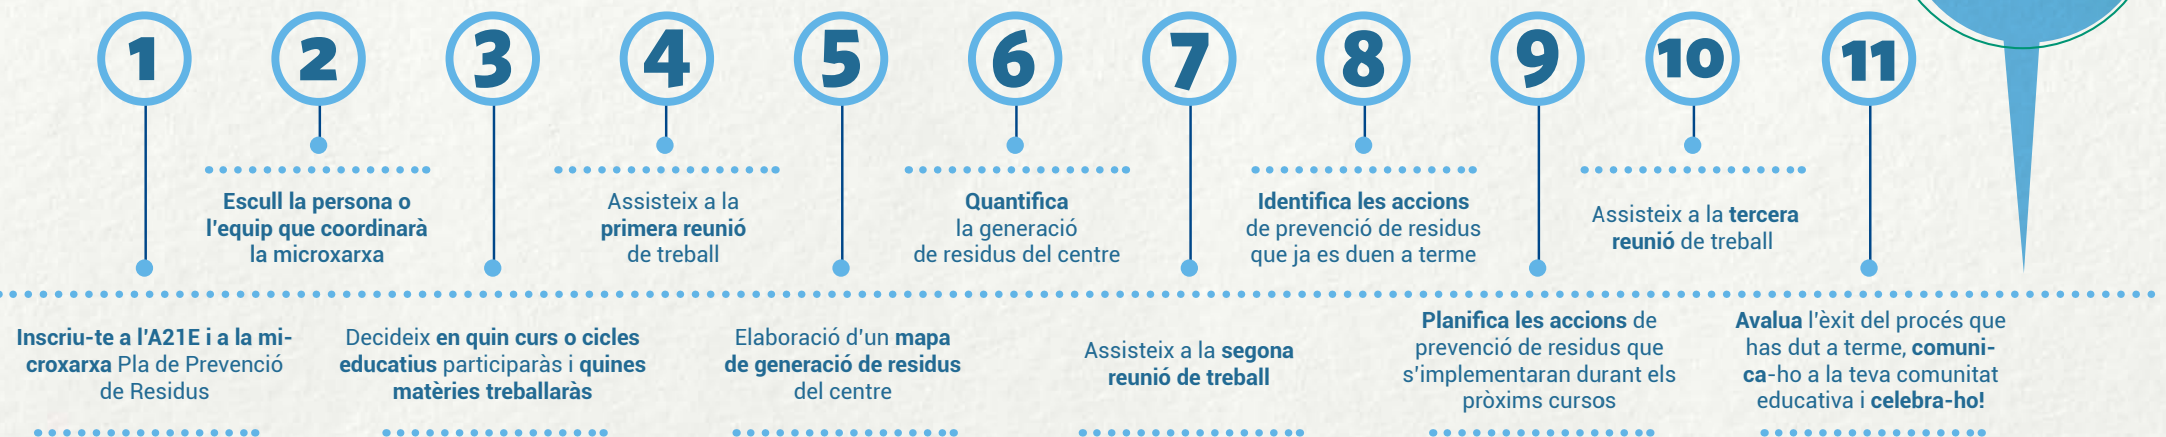 1
Inscriu-te a l'A21E i a la mi-
croxarxa Pla de Prevenció
de Residus
2
Escull la persona o
l'equip que coordinarà
la microxarxa
3
Decideix en quin curs o cicles
educatius participaràs i quines
matèries treballaràs
4
Assisteix a la
primera reunió
de treball
5
Elaboració d'un mapa
de generació de residus
del centre
6
Quantifica
la generació
de residus del centre
7
Assisteix a la segona
reunió de treball
8
Identifica les accions
de prevenció de residus
que ja es duen a terme
9
Planifica les accions de
prevenció de residus que
s'implementaran durant els
pròxims cursos
10
Assisteix a la tercera
reunió de treball
11
Avalua l'èxit del procés que
has dut a terme, comuni-
ca-ho a la teva comunitat
educativa i celebra-ho!